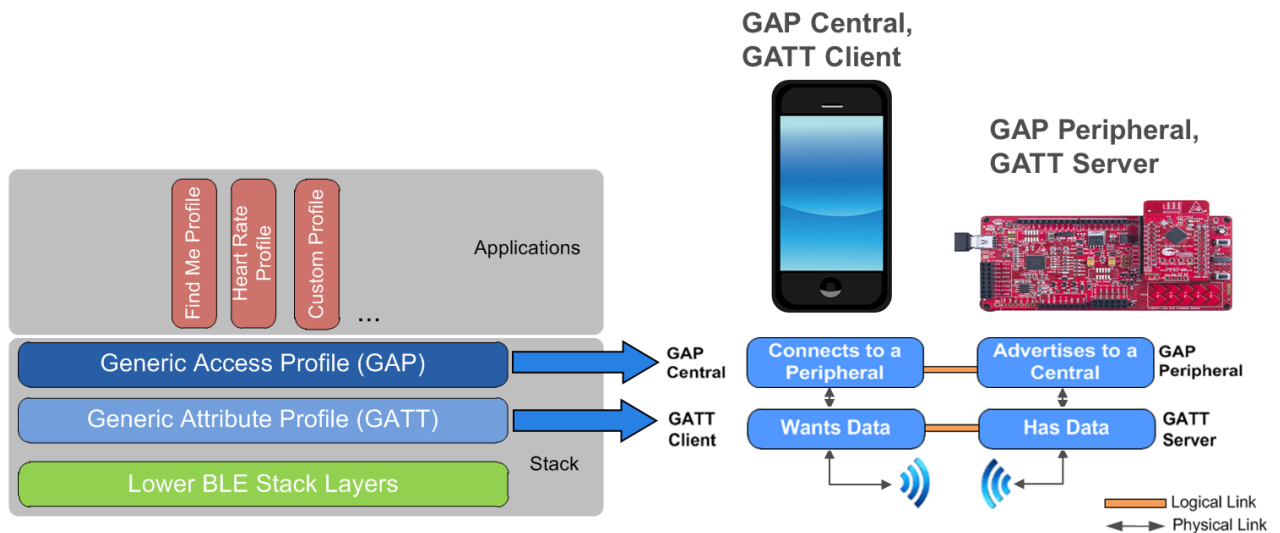 GAP Central,
GATT Client
GAP Peripheral,
GATT Server
Find Me Profile
Heart Rate
Profile
Custom Profile
...
Applications
Generic Access Profile (GAP)
Generic Attribute Profile (GATT)
Lower BLE Stack Layers
Stack
GAP
Central
GATT
Client
Connects to a
Peripheral
Advertises to a
Central
GAP
Peripheral
Wants Data
Has Data
GATT
Server
Logical Link
Physical Link